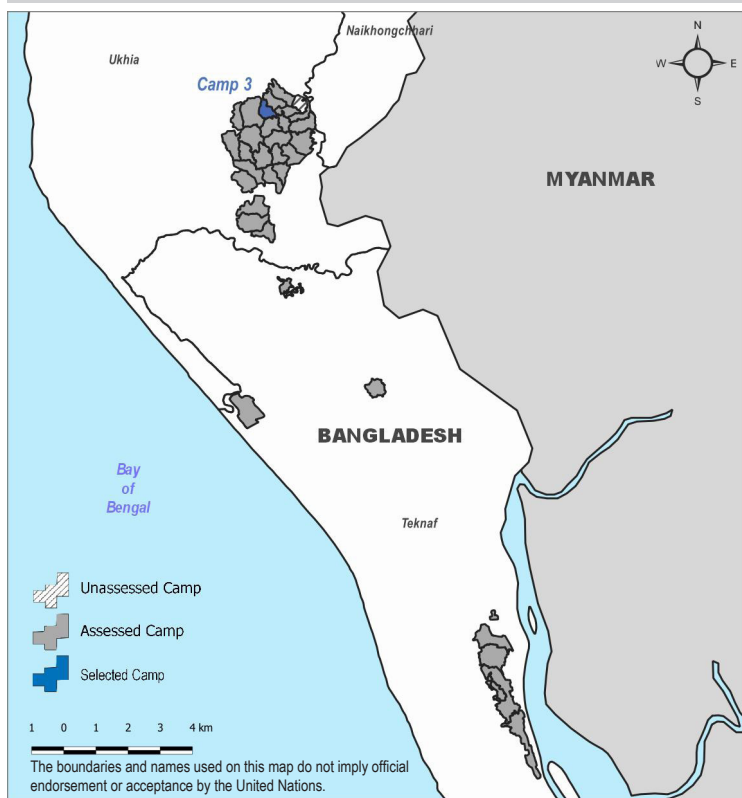 Naikhongchhari
N
W E
S
Ukhia
Camp 3
MYANMAR
BANGLADESH
Bay
of
Bengal
Teknaf
Unassessed Camp
Assessed Camp
Selected Camp
1 0 1 2 3 4 km
The boundaries and names used on this map do not imply official
endorsement or acceptance by the United Nations.